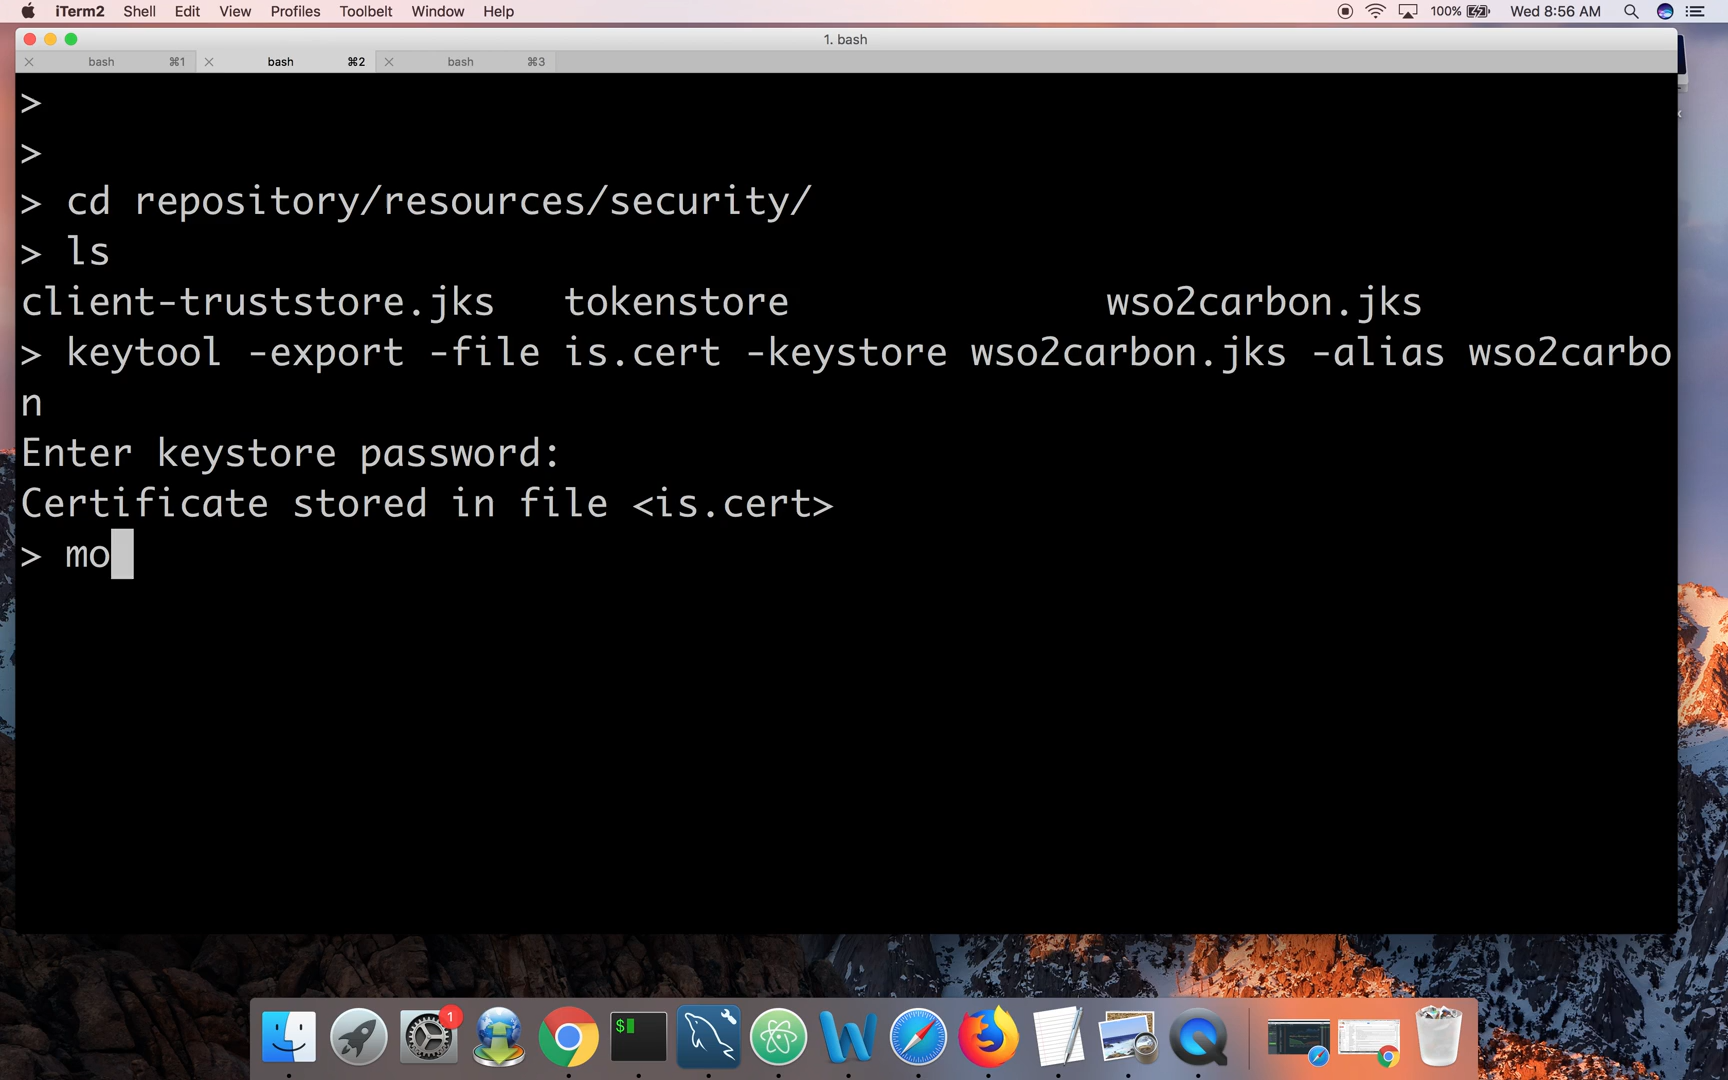 iTerm2 Shell Edit View Profiles Toolbelt Window Help 100% Wed 8:56 AM
1. bash
bash ⌘1 bash ⌘2 bash ⌘3
>
>
> cd repository/resources/security/
> ls
client-truststore.jks tokenstore wso2carbon.jks
> keytool -export -file is.cert -keystore wso2carbon.jks -alias wso2carbo
n
Enter keystore password:
Certificate stored in file <is.cert>
> mo
1
$